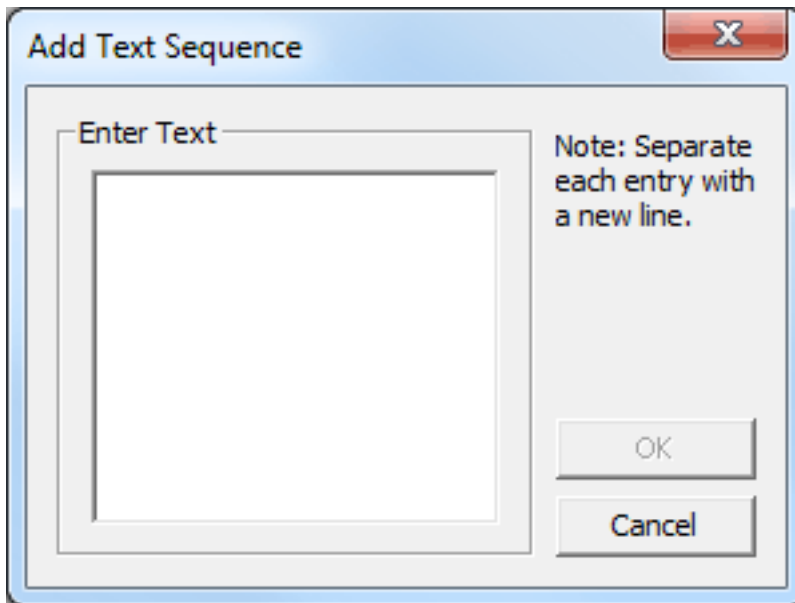 Add Text Sequence
Enter Text
Note: Separate
each entry with
a new line.
OK
Cancel